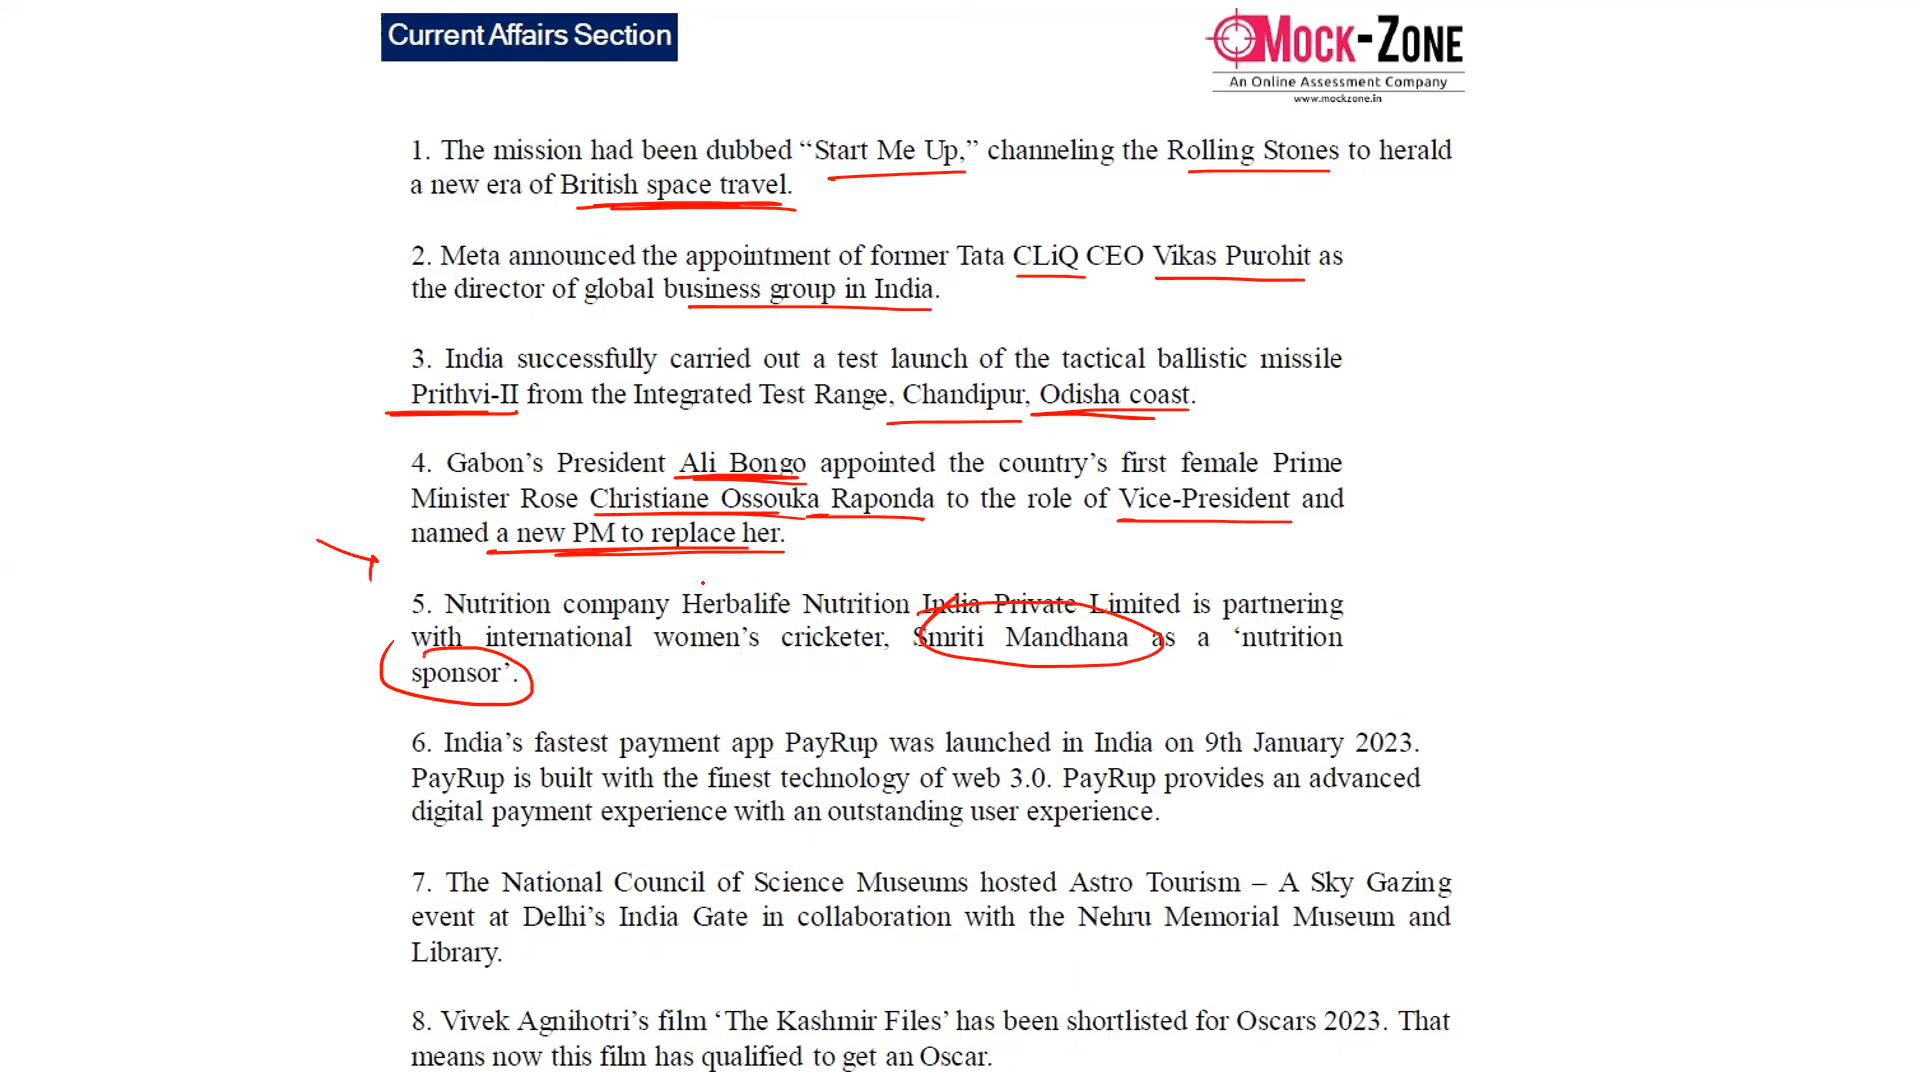 Current Affairs Section
MOCK-ZONE
An Online Assessment Company
www.mockzone.in
1. The mission had been dubbed “Start Me Up,” channeling the Rolling Stones to herald
a new era of British space travel.
2. Meta announced the appointment of former Tata CLiQ CEO Vikas Purohit as
the director of global business group in India.
3. India successfully carried out a test launch of the tactical ballistic missile
Prithvi-II from the Integrated Test Range, Chandipur, Odisha coast.
4. Gabon’s President Ali Bongo appointed the country’s first female Prime
Minister Rose Christiane Ossouka Raponda to the role of Vice-President and
named a new PM to replace her.
5. Nutrition company Herbalife Nutrition India Private Limited is partnering
with international women’s cricketer, Smriti Mandhana as a ‘nutrition
sponsor’.
6. India’s fastest payment app PayRup was launched in India on 9th January 2023.
PayRup is built with the finest technology of web 3.0. PayRup provides an advanced
digital payment experience with an outstanding user experience.
7. The National Council of Science Museums hosted Astro Tourism – A Sky Gazing
event at Delhi’s India Gate in collaboration with the Nehru Memorial Museum and
Library.
8. Vivek Agnihotri’s film ‘The Kashmir Files’ has been shortlisted for Oscars 2023. That
means now this film has qualified to get an Oscar.